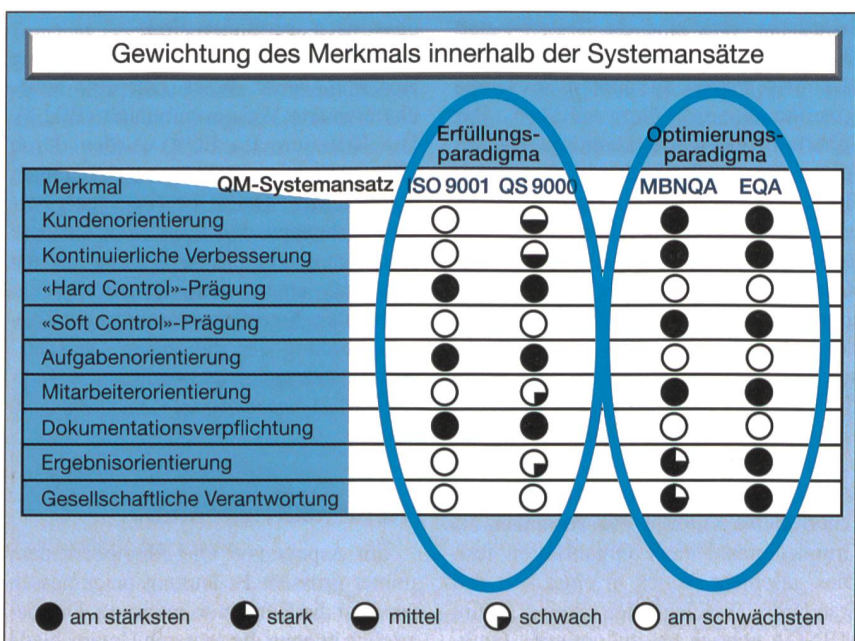 Gewichtung des Merkmals innerhalb der Systemansätze
Erfüllungs-
paradigma
Optimierungs-
paradigma
Merkmal QM-Systemansatz ISO 9001 QS 9000 MBNQA EQA
Kundenorientierung
Kontinuierliche Verbesserung
«Hard Control»-Prägung
«Soft Control»-Prägung
Aufgabenorientierung
Mitarbeiterorientierung
Dokumentationsverpflichtung
Ergebnisorientierung
Gesellschaftliche Verantwortung
am stärksten stark mittel schwach am schwächsten